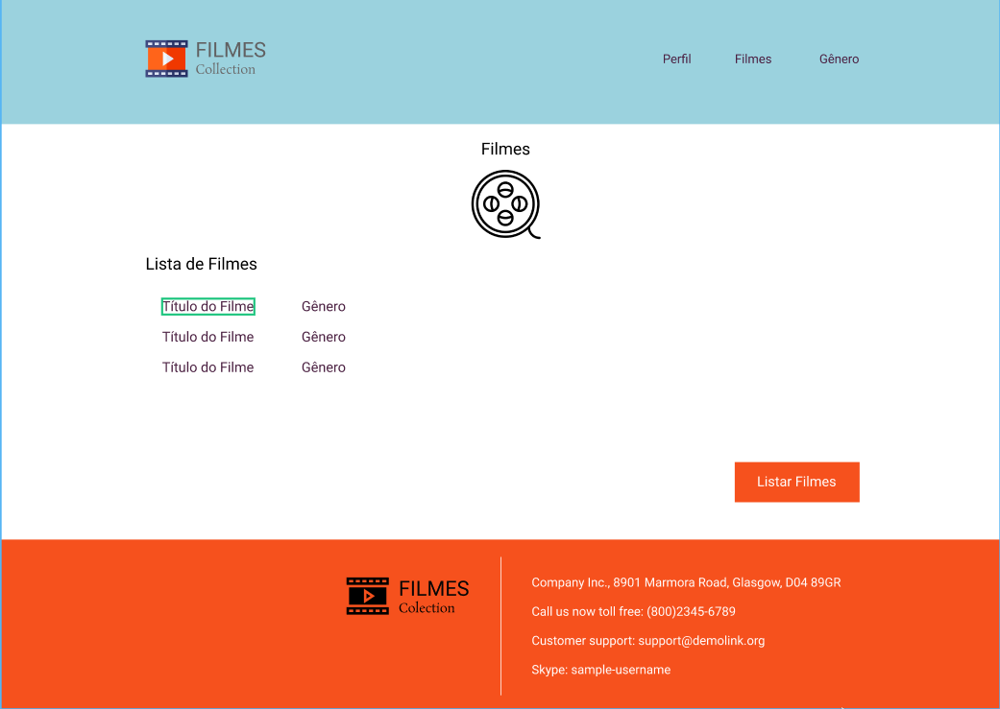 FILMES
Collection
Perfil Filmes Gênero
Filmes
Lista de Filmes
Título do Filme Gênero
Título do Filme Gênero
Título do Filme Gênero
Listar Filmes
FILMES
Colection
Company Inc., 8901 Marmora Road, Glasgow, D04 89GR
Call us now toll free: (800)2345-6789
Customer support: support@demolink.org
Skype: sample-username